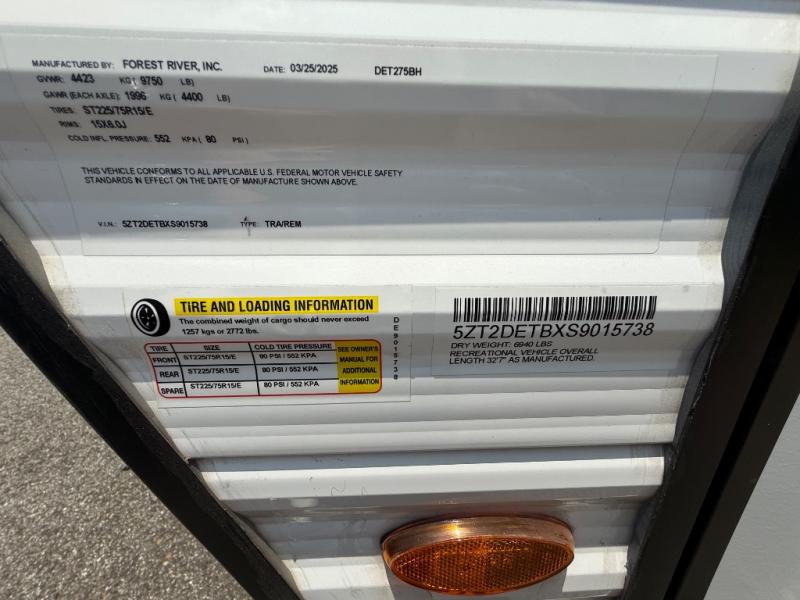 MANUFACTURED BY: FOREST RIVER, INC. DATE: 03/25/2025 DET275BH
GVWR: 4423 KG ( 9750 LB)
GAWR (EACH AXLE): 1996 KG ( 4400 LB)
TIRES: ST225/75R15/E
RIMS: 15X6.0J
COLD INFL. PRESSURE: 552 KPA ( 80 PSI)
THIS VEHICLE CONFORMS TO ALL APPLICABLE U.S. FEDERAL MOTOR VEHICLE SAFETY
STANDARDS IN EFFECT ON THE DATE OF MANUFACTURE SHOWN ABOVE.
V.I.N.: 5ZT2DETBXS9015738 TYPE: TRA/REM
TIRE AND LOADING INFORMATION
The combined weight of cargo should never exceed
1257 kgs or 2772 lbs.
TIRE SIZE COLD TIRE PRESSURE
FRONT ST225/75R15/E 80 PSI / 552 KPA
REAR ST225/75R15/E 80 PSI / 552 KPA
SPARE ST225/75R15/E 80 PSI / 552 KPA
SEE OWNER'S
MANUAL FOR
ADDITIONAL
INFORMATION
DE9015738
5ZT2DETBXS9015738
DRY WEIGHT: 6940 LBS
RECREATIONAL VEHICLE OVERALL
LENGTH 32'7" AS MANUFACTURED.